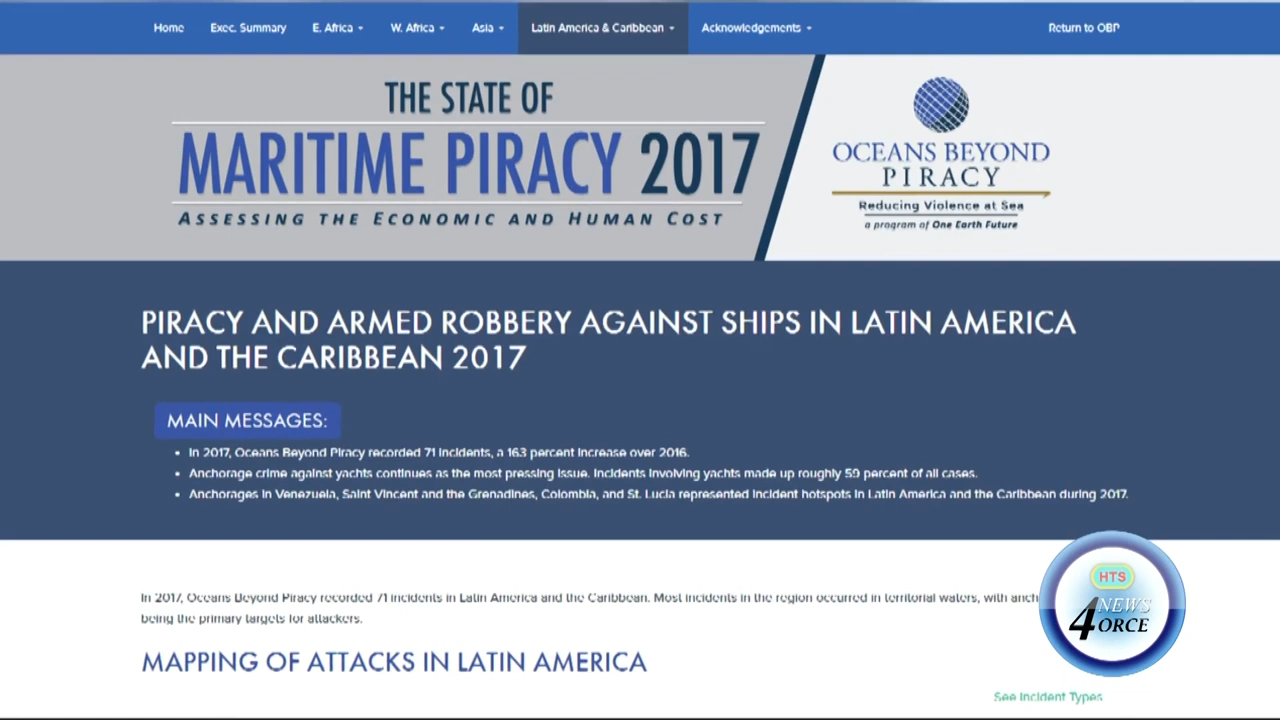 Home Exec. Summary E. Africa W. Africa Asia Latin America & Caribbean Acknowledgements Return to OBP
THE STATE OF
MARITIME PIRACY 2017
ASSESSING THE ECONOMIC AND HUMAN COST
OCEANS BEYOND
PIRACY
Reducing Violence at Sea
a program of One Earth Future
PIRACY AND ARMED ROBBERY AGAINST SHIPS IN LATIN AMERICA
AND THE CARIBBEAN 2017
MAIN MESSAGES:
In 2017, Oceans Beyond Piracy recorded 71 incidents, a 163 percent increase over 2016.
Anchorage crime against yachts continues as the most pressing issue. Incidents involving yachts made up roughly 59 percent of all cases.
Anchorages in Venezuela, Saint Vincent and the Grenadines, Colombia, and St. Lucia represented incident hotspots in Latin America and the Caribbean during 2017.
In 2017, Oceans Beyond Piracy recorded 71 incidents in Latin America and the Caribbean. Most incidents in the region occurred in territorial waters, with anch
being the primary targets for attackers.
HTS
NEWS
4ORCE
MAPPING OF ATTACKS IN LATIN AMERICA
See Incident Types